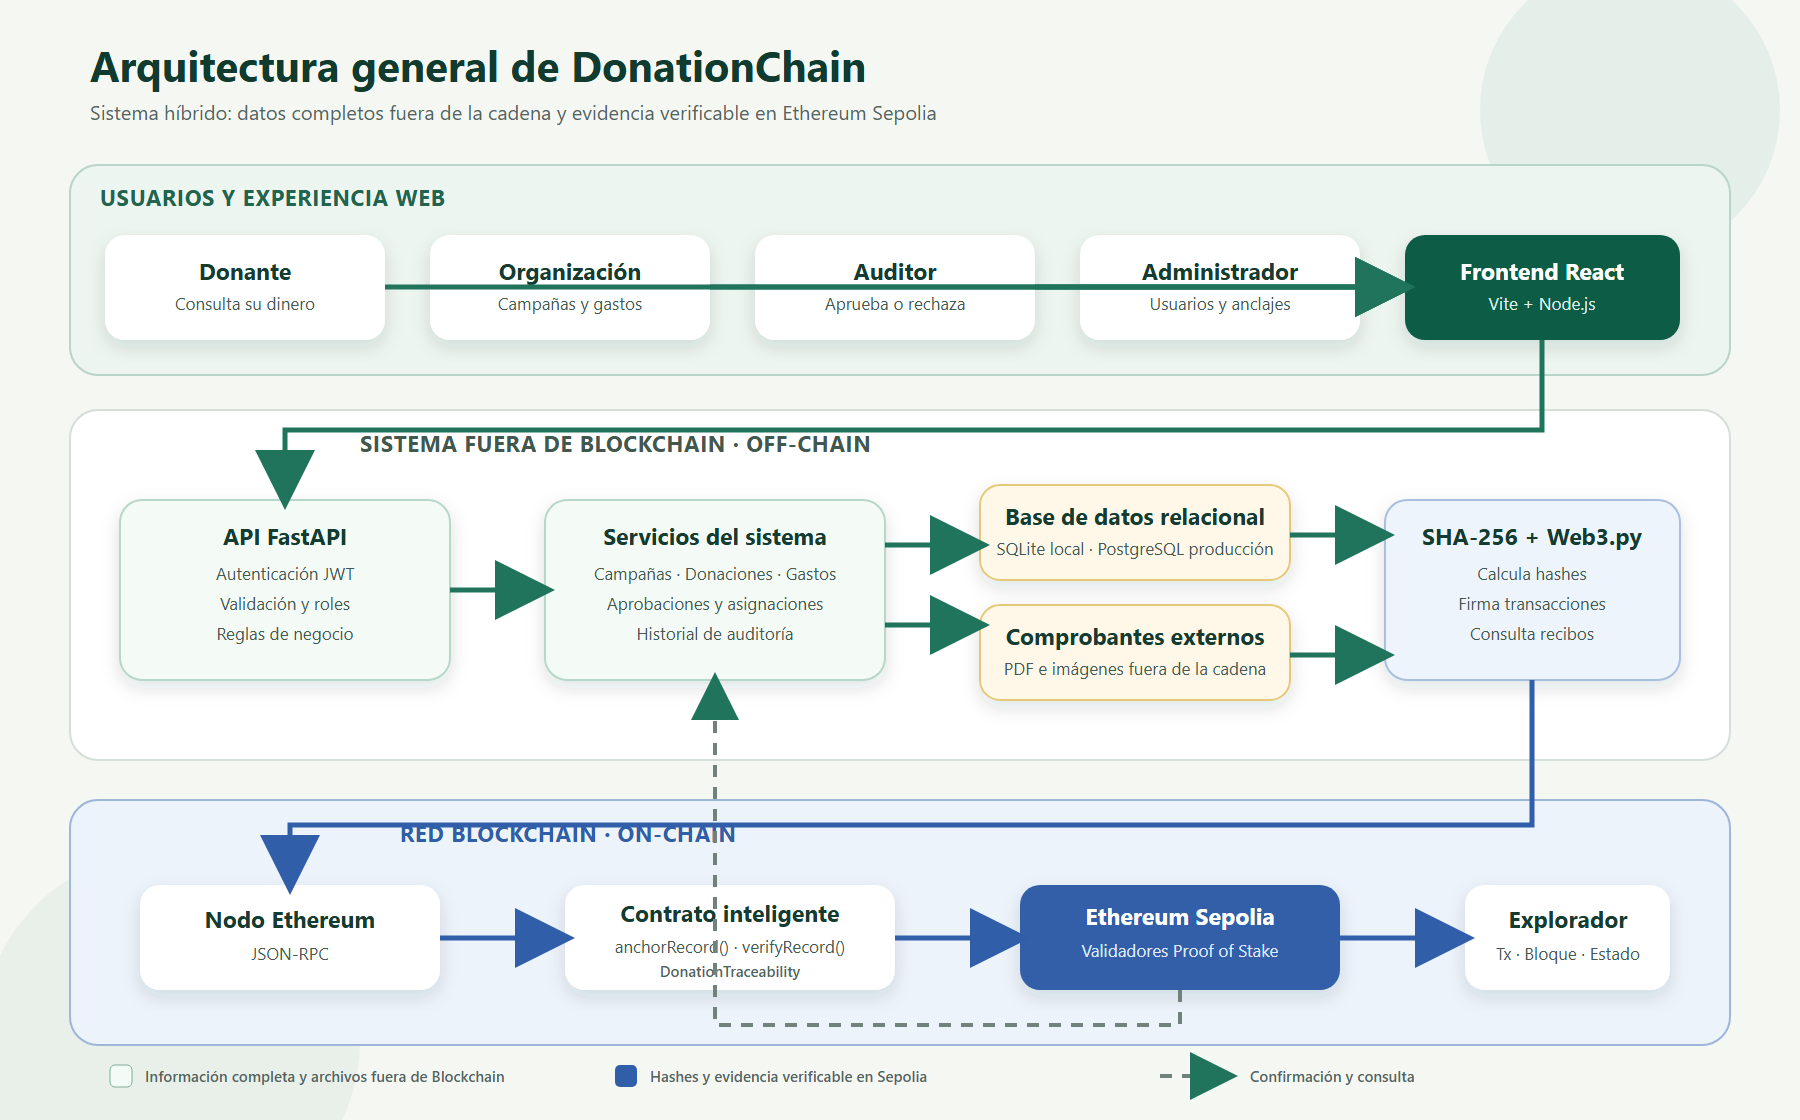 Arquitectura general de DonationChain
Sistema híbrido: datos completos fuera de la cadena y evidencia verificable en Ethereum Sepolia
USUARIOS Y EXPERIENCIA WEB
Donante
Consulta su dinero
Organización
Campañas y gastos
Auditor
Aprueba o rechaza
Administrador
Usuarios y anclajes
Frontend React
Vite + Node.js
SISTEMA FUERA DE BLOCKCHAIN · OFF-CHAIN
API FastAPI
Autenticación JWT
Validación y roles
Reglas de negocio
Servicios del sistema
Campañas · Donaciones · Gastos
Aprobaciones y asignaciones
Historial de auditoría
Base de datos relacional
SQLite local · PostgreSQL producción
Comprobantes externos
PDF e imágenes fuera de la cadena
SHA-256 + Web3.py
Calcula hashes
Firma transacciones
Consulta recibos
RED BLOCKCHAIN · ON-CHAIN
Nodo Ethereum
JSON-RPC
Contrato inteligente
anchorRecord() · verifyRecord()
DonationTraceability
Ethereum Sepolia
Validadores Proof of Stake
Explorador
Tx · Bloque · Estado
Información completa y archivos fuera de Blockchain
Hashes y evidencia verificable en Sepolia
Confirmación y consulta